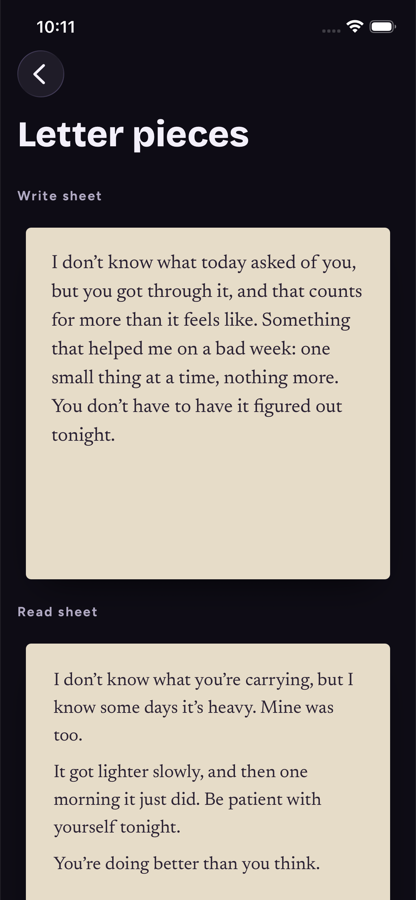 10:11
Letter pieces
Write sheet
I don’t know what today asked of you,
but you got through it, and that counts
for more than it feels like. Something
that helped me on a bad week: one
small thing at a time, nothing more.
You don’t have to have it figured out
tonight.
Read sheet
I don’t know what you’re carrying, but I
know some days it’s heavy. Mine was
too.
It got lighter slowly, and then one
morning it just did. Be patient with
yourself tonight.
You’re doing better than you think.